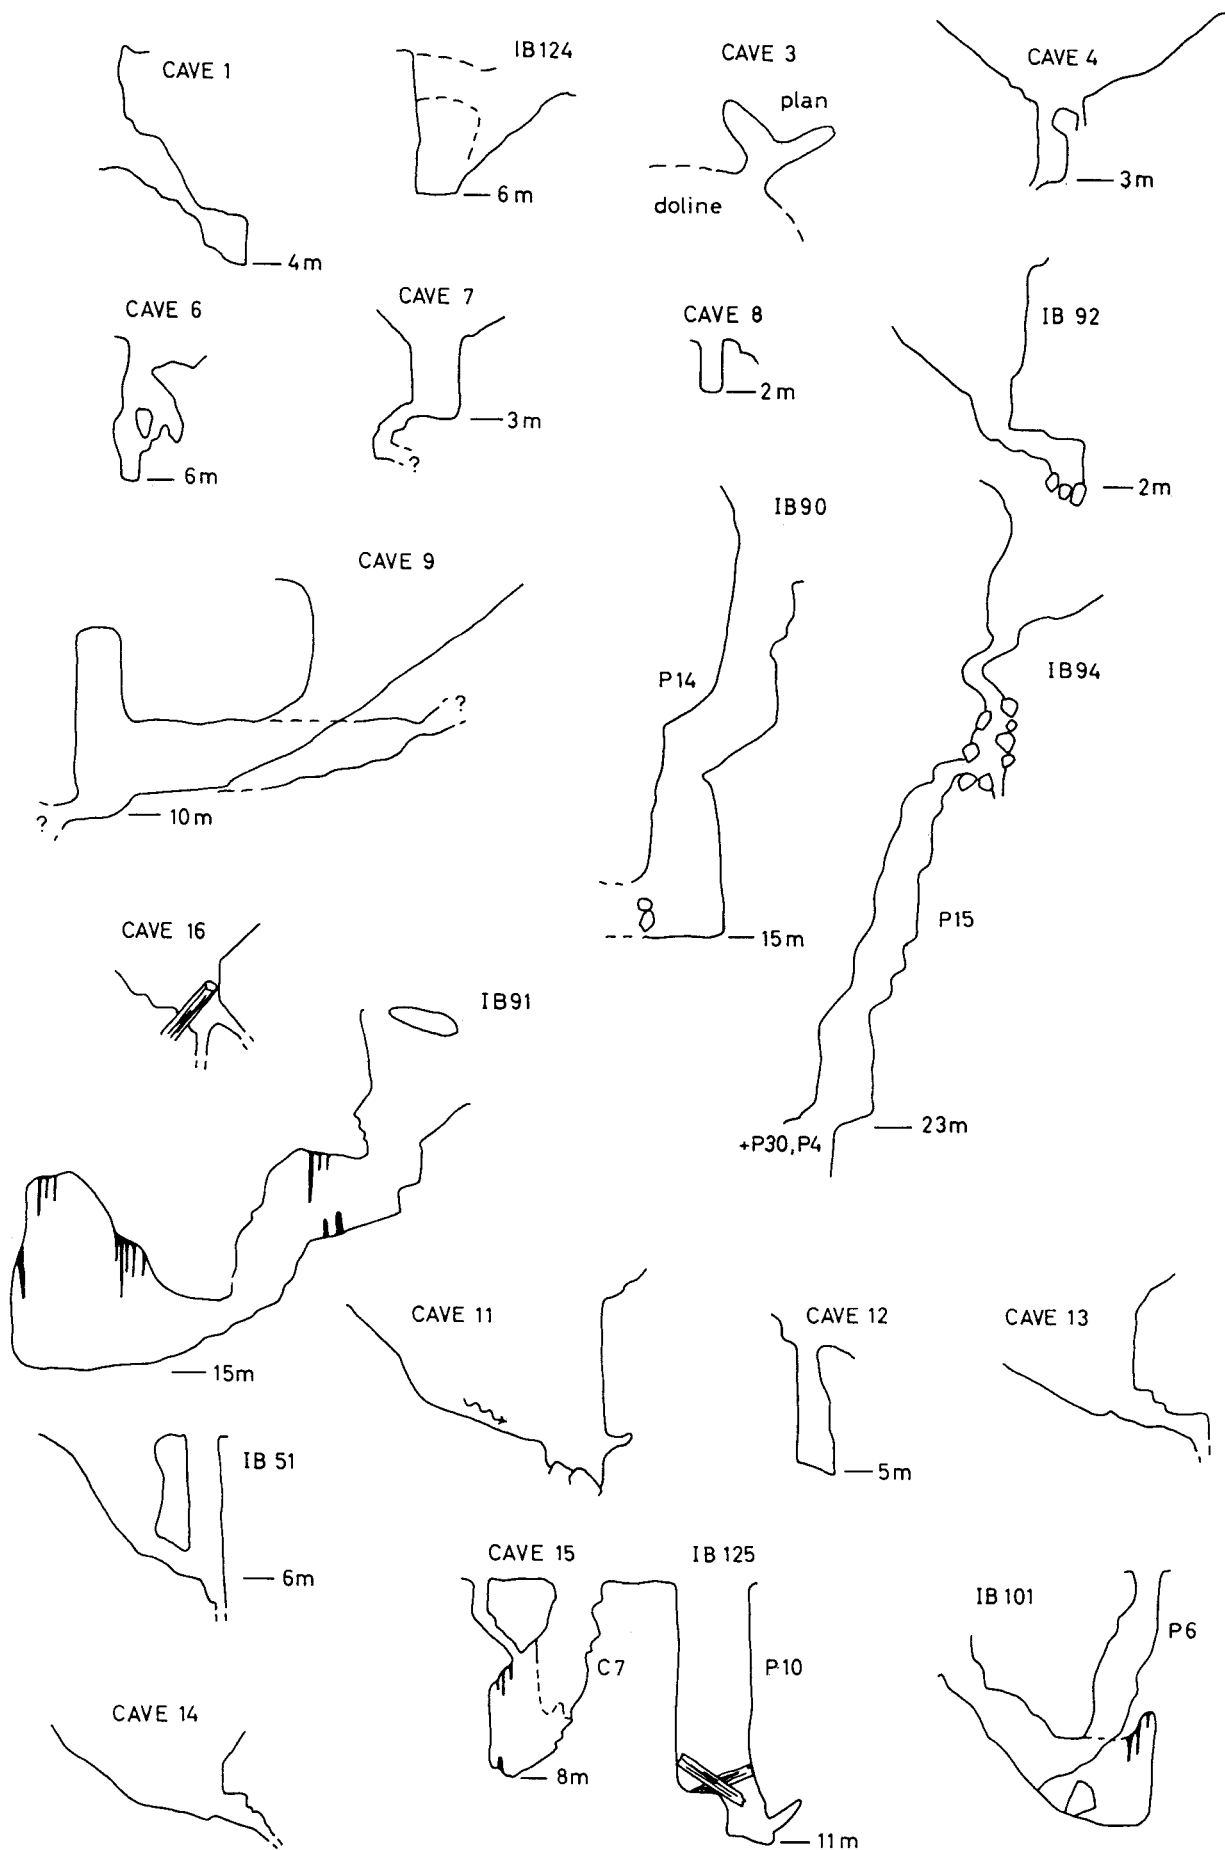 CAVE 1
IB124
CAVE 3
CAVE 4
plan
doline
6m
3m
4m
CAVE 6
CAVE 7
CAVE 8
IB 92
2m
3m
?
6m
2m
IB90
CAVE 9
P14
IB94
?
10m
?
P15
15m
CAVE 16
IB91
23m
+P30,P4
CAVE 11
CAVE 12
CAVE 13
15m
IB 51
5m
6m
CAVE 15
IB 125
IB 101
P6
C7
P10
CAVE 14
8m
11m